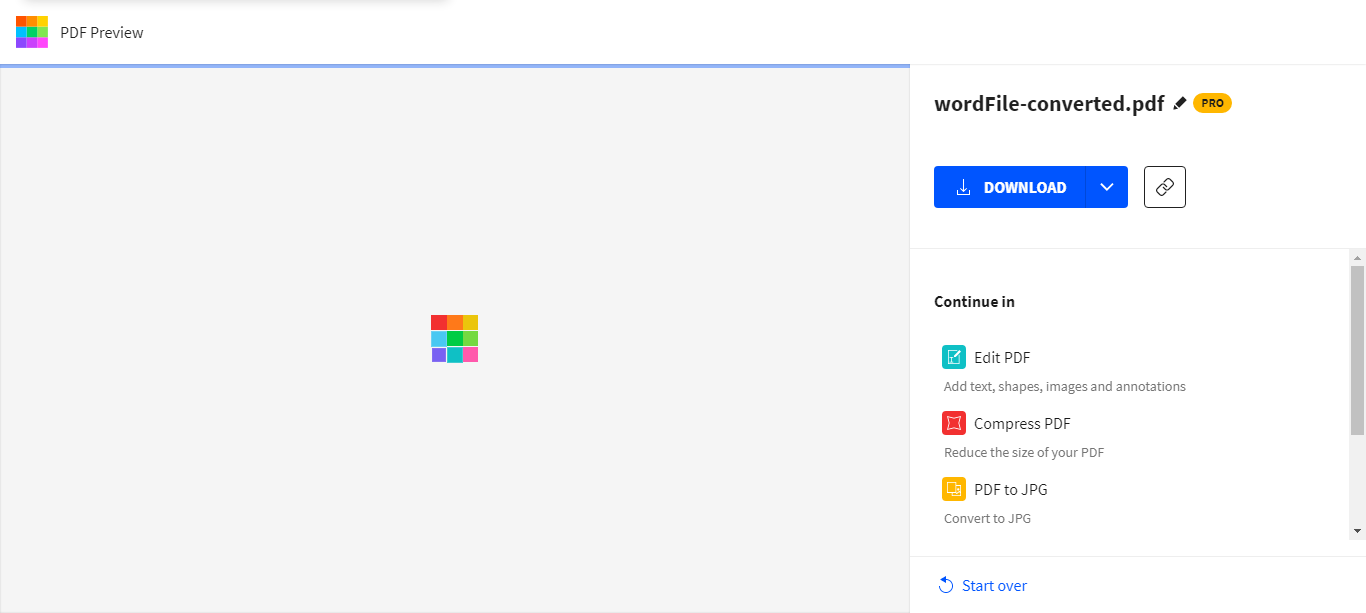 PDF Preview
wordFile-converted.pdf PRO
DOWNLOAD
Continue in
Edit PDF
Add text, shapes, images and annotations
Compress PDF
Reduce the size of your PDF
PDF to JPG
Convert to JPG
Start over